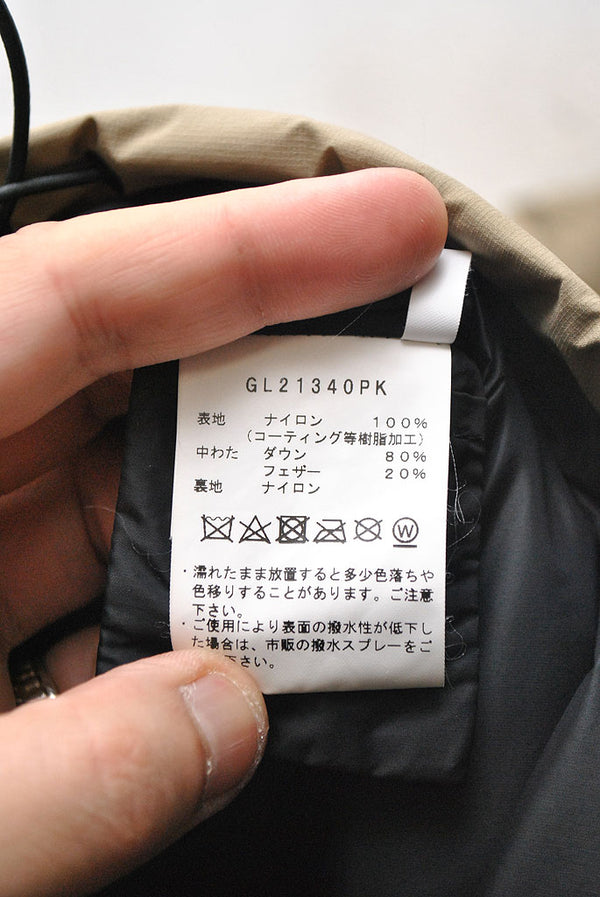 GL21340PK
表地 ナイロン 100%
(コーティング等樹脂加工)
中わた ダウン 80%
フェザー 20%
裏地 ナイロン
W
・濡れたまま放置すると多少色落ちや
色移りすることがあります。ご注意
下さい。
・ご使用により表面の撥水性が低下し
た場合は、市販の撥水スプレーをご
下さい。